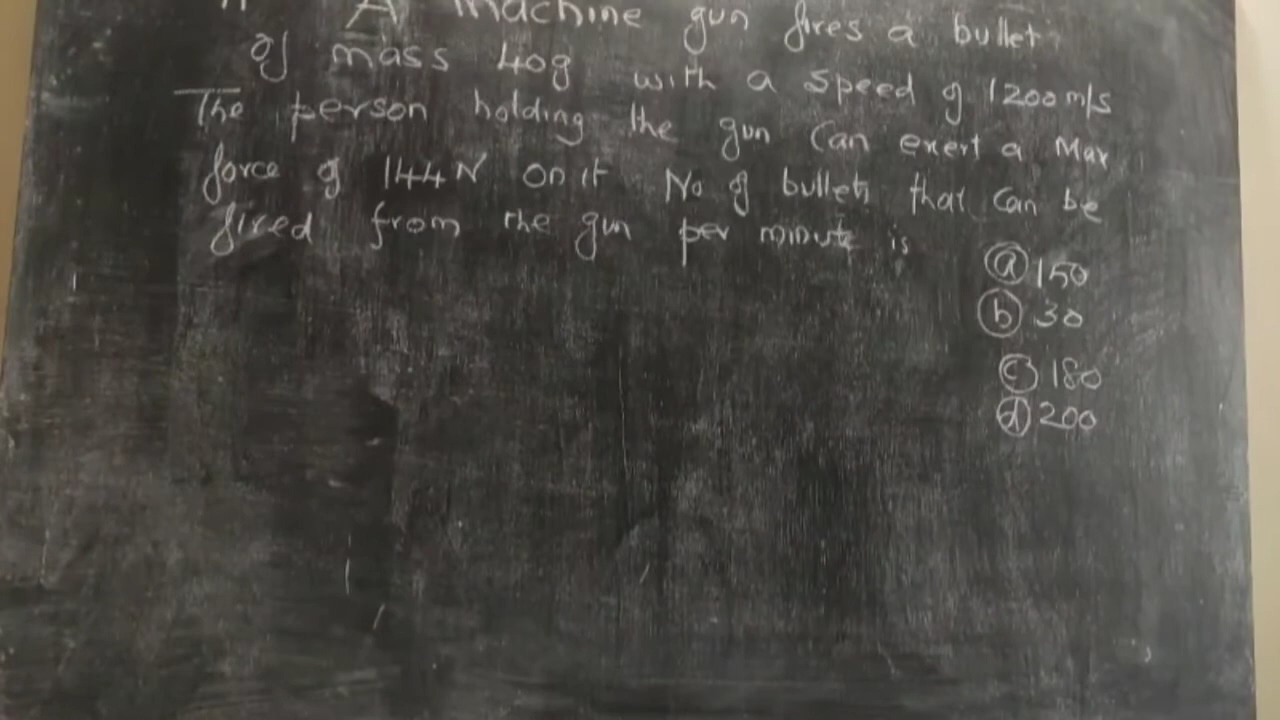 A machine gun fires a bullet
of mass 40g with a speed of 1200m/s
The person holding the gun can exert a Max
force of 144N on it No of bullets that can be
fired from the gun per minute is
(a) 150
(b) 30
(c) 180
(d) 200